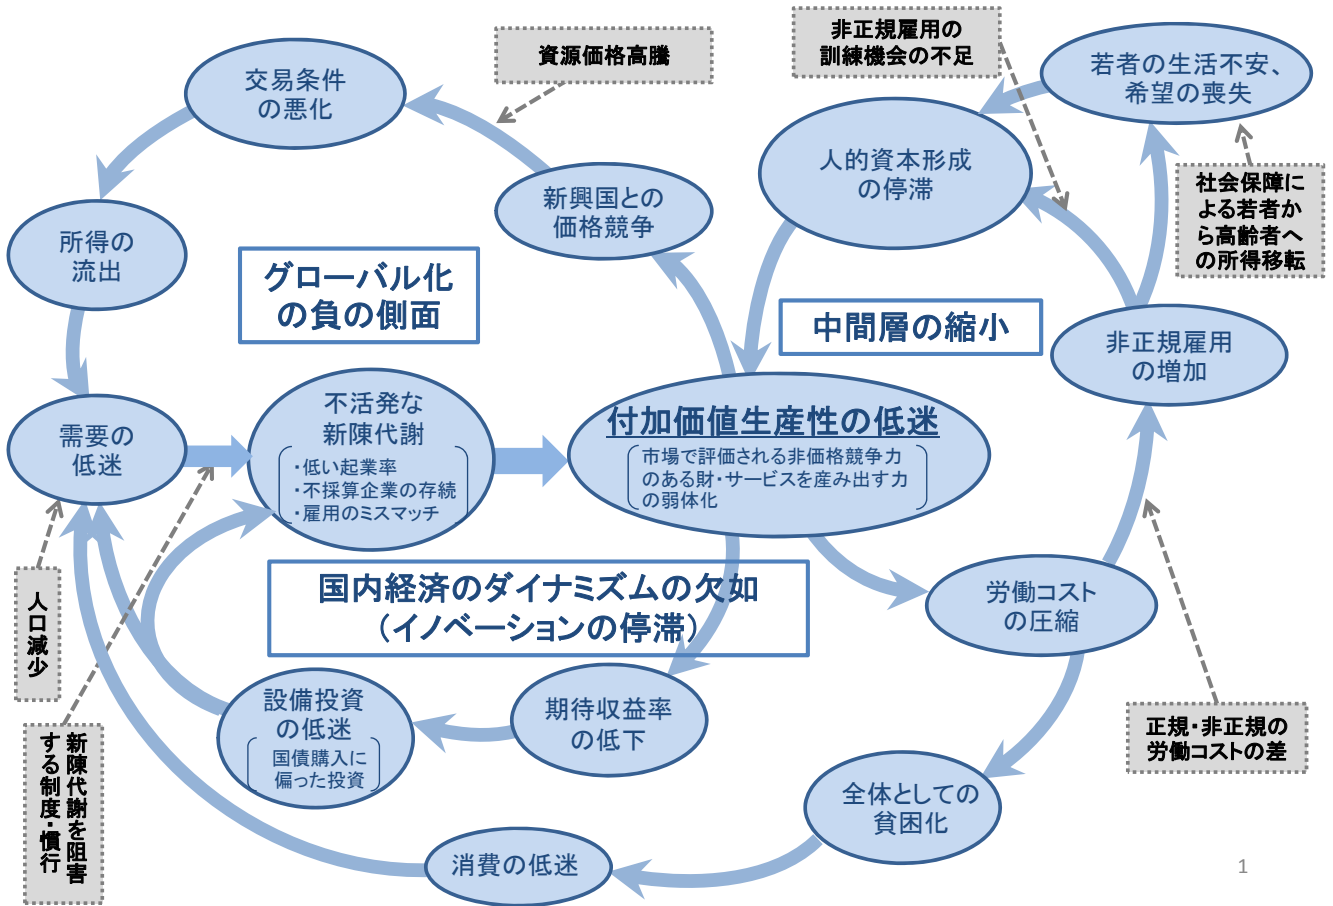 資源価格高騰
非正規雇用の
訓練機会の不足
若者の生活不安、
希望の喪失
交易条件
の悪化
人的資本形成
の停滞
社会保障に
よる若者か
ら高齢者へ
の所得移転
新興国との
価格競争
所得の
流出
グローバル化
の負の側面
中間層の縮小
非正規雇用
の増加
需要の
低迷
不活発な
新陳代謝
・低い起業率
・不採算企業の存続
・雇用のミスマッチ
付加価値生産性の低迷
市場で評価される非価格競争力
のある財・サービスを産み出す力
の弱体化
国内経済のダイナミズムの欠如
（イノベーションの停滞）
労働コスト
の圧縮
人口減少
設備投資
の低迷
国債購入に
偏った投資
期待収益率
の低下
正規・非正規の
労働コストの差
新陳代謝を阻害
する制度・慣行
全体としての
貧困化
消費の低迷
1